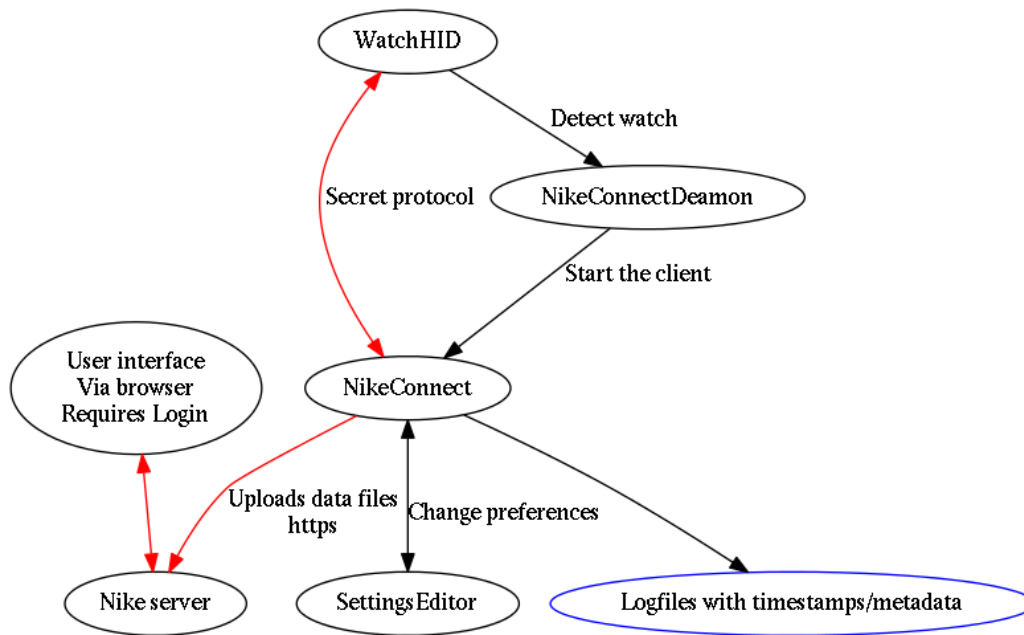 WatchHID
Detect watch
Secret protocol
NikeConnectDeamon
Start the client
User interface
Via browser
Requires Login
NikeConnect
Uploads data files
https
Change preferences
Nike server
SettingsEditor
Logfiles with timestamps/metadata